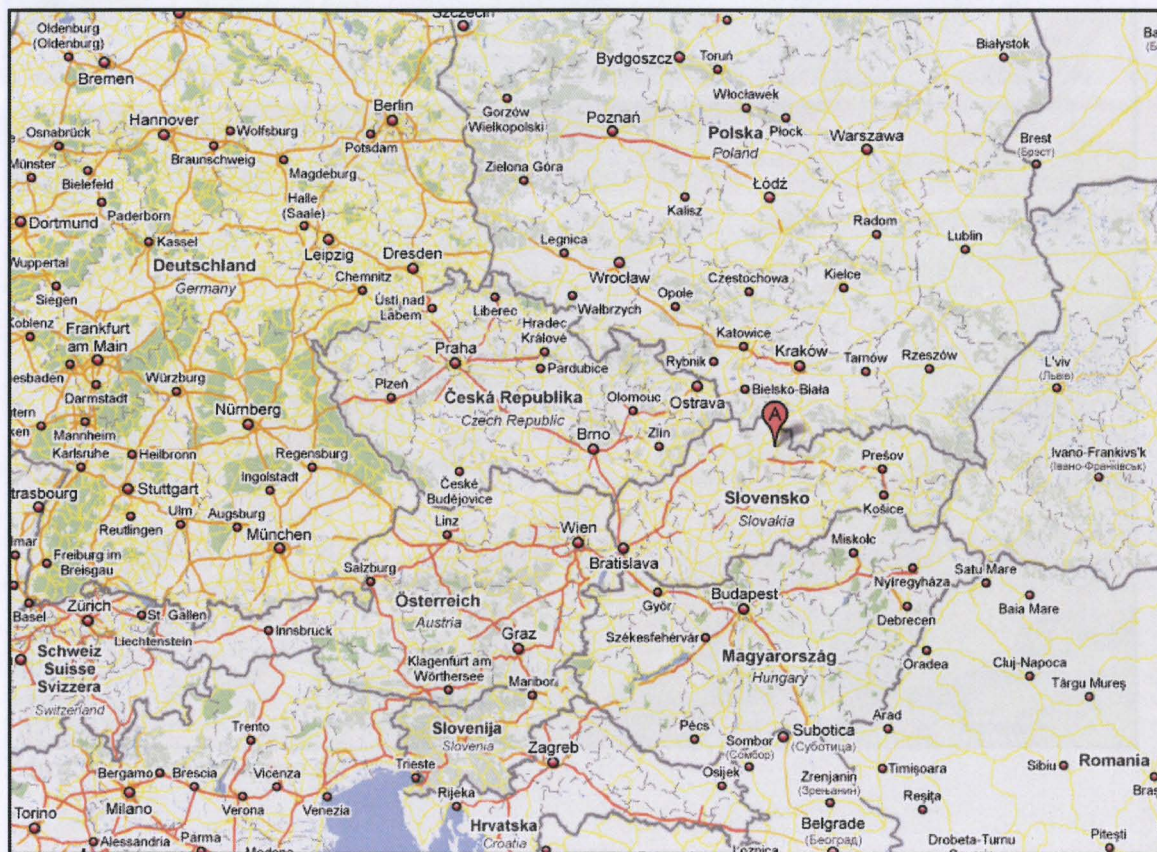 Szczecin
Oldenburg
(Oldenburg)
Bremen
Bydgoszcz
Toruń
Białystok
Włocławek
Gorzów
Wielkopolski
Poznań
Polska
Poland
Płock
Warszawa
Brest
(Брэст)
Berlin
Potsdam
Hannover
Wolfsburg
Osnabrück
Braunschweig
Magdeburg
Münster
Bielefeld
Zielona Góra
Łódź
Kalisz
Halle
(Saale)
Paderborn
Dortmund
Radom
Lublin
Kassel
Leipzig
Dresden
Legnica
Wrocław
Wuppertal
Deutschland
Germany
Chemnitz
Siegen
Częstochowa
Kielce
Opole
Wałbrzych
Ústí nad
Labem
Liberec
Koblenz
Frankfurt
am Main
Hradec
Králové
Katowice
Kraków
Tarnów
Rzeszów
L'viv
(Львів)
Praha
Pardubice
Rybnik
Wiesbaden
Würzburg
Plzeň
Bielsko-Biała
Darmstadt
Česká Republika
Czech Republic
Olomouc
Ostrava
A
Nürnberg
Mannheim
Brno
Zlín
Karlsruhe
Heilbronn
Regensburg
Prešov
Ivano-Frankivs'k
(Івано-Франківськ)
Ingolstadt
České
Budějovice
Strasbourg
Stuttgart
Slovensko
Slovakia
Košice
Reutlingen
Ulm
Augsburg
Linz
Wien
München
Bratislava
Miskolc
Freiburg im
Breisgau
Salzburg
Nyíregyháza
Satu Mare
Basel
Zürich
St. Gallen
Österreich
Austria
Győr
Budapest
Baia Mare
Debrecen
Liechtenstein
Innsbruck
Graz
Székesfehérvár
Schweiz
Suisse
Svizzera
Switzerland
Magyarország
Hungary
Oradea
Cluj-Napoca
Klagenfurt am
Wörthersee
Maribor
Târgu Mureș
Trento
Slovenija
Slovenia
Pécs
Subotica
(Суботица)
Arad
Zagreb
Sombor
(Сомбор)
Bergamo
Brescia
Vicenza
Trieste
Timișoara
Sibiu
Romania
Milano
Verona
Venezia
Rijeka
Osijek
Zrenjanin
(Зрењанин)
Reșița
Torino
Hrvatska
Croatia
Belgrade
(Београд)
Alessandria
Parma
Drobeta-Turnu
Pitești